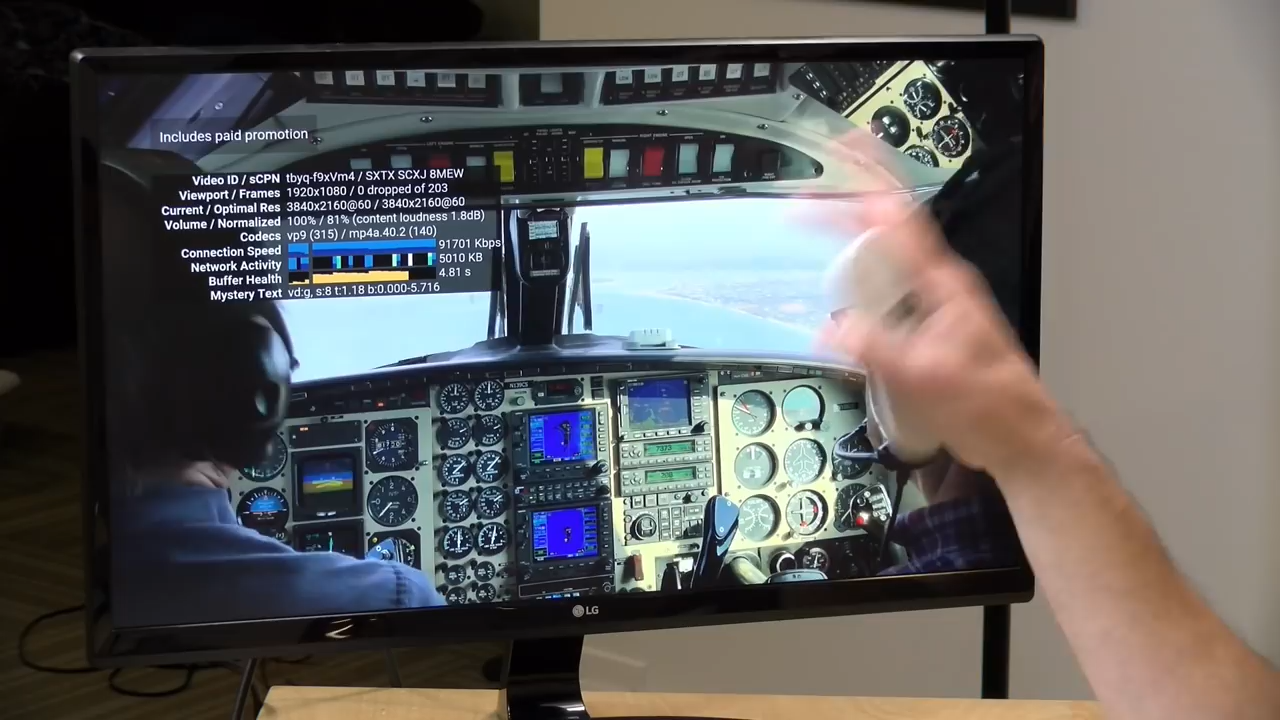 Includes paid promotion
Video ID / sCPN tbyq-f9xVm4 / SXTX SCXJ 8MEW
Viewport / Frames 1920x1080 / 0 dropped of 203
Current / Optimal Res 3840x2160@60 / 3840x2160@60
Volume / Normalized 100% / 81% (content loudness 1.8dB)
Codecs vp9 (315) / mp4a.40.2 (140)
Connection Speed 91701 Kbps
Network Activity 5010 KB
Buffer Health 4.81 s
Mystery Text vd:g, s:8 t:1.18 b:0.000-5.716
LG